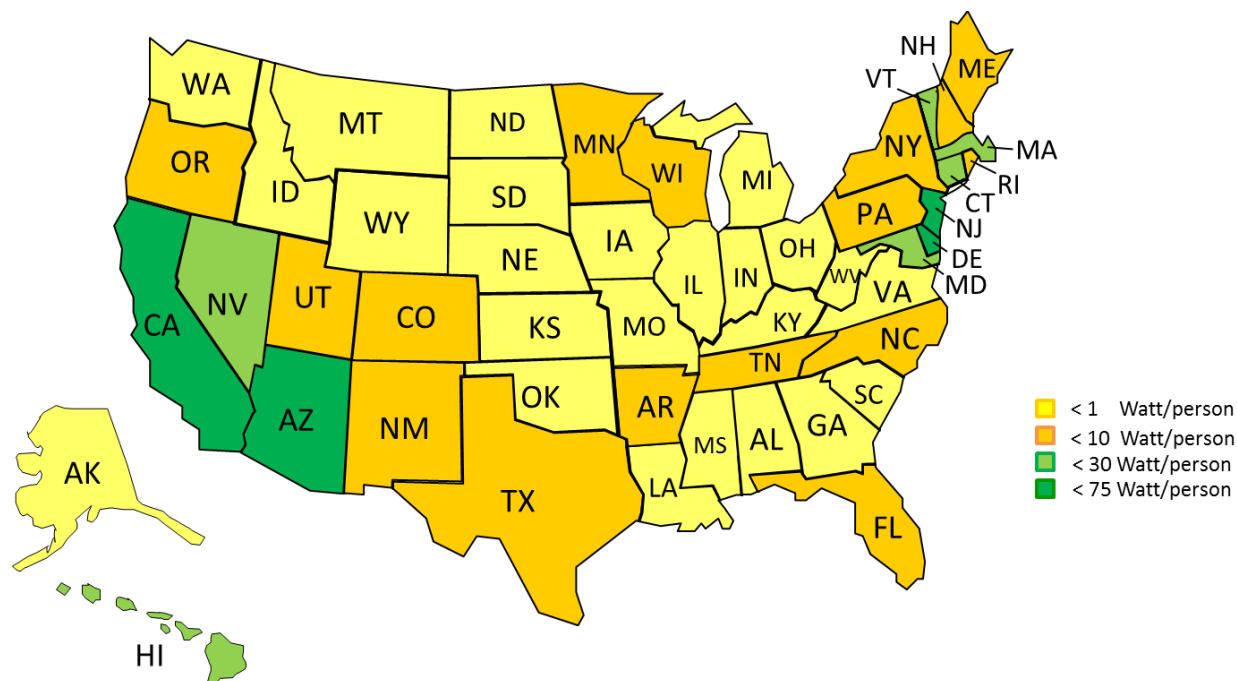 NH
ME
VT
WA
MT
ND
MN
NY
MA
OR
ID
SD
WI
MI
RI
CT
WY
PA
NJ
IA
NE
OH
DE
MD
NV
UT
CO
IL
IN
WV
VA
CA
KS
MO
KY
NC
TN
OK
AR
SC
AZ
NM
MS
AL
GA
< 1 Watt/person
< 10 Watt/person
< 30 Watt/person
< 75 Watt/person
AK
TX
LA
FL
HI